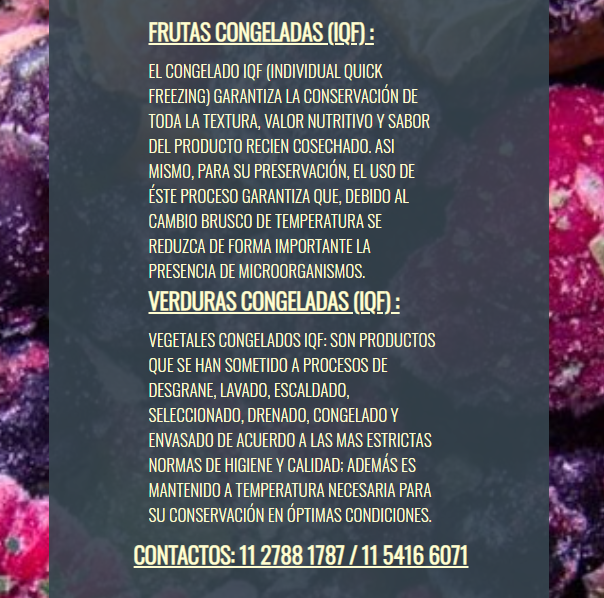 FRUTAS CONGELADAS (IQF) :
EL CONGELADO IQF (INDIVIDUAL QUICK
FREEZING) GARANTIZA LA CONSERVACIÓN DE
TODA LA TEXTURA, VALOR NUTRITIVO Y SABOR
DEL PRODUCTO RECIEN COSECHADO. ASI
MISMO, PARA SU PRESERVACIÓN, EL USO DE
ÉSTE PROCESO GARANTIZA QUE, DEBIDO AL
CAMBIO BRUSCO DE TEMPERATURA SE
REDUZCA DE FORMA IMPORTANTE LA
PRESENCIA DE MICROORGANISMOS.
VERDURAS CONGELADAS (IQF) :
VEGETALES CONGELADOS IQF: SON PRODUCTOS
QUE SE HAN SOMETIDO A PROCESOS DE
DESGRANE, LAVADO, ESCALDADO,
SELECCIONADO, DRENADO, CONGELADO Y
ENVASADO DE ACUERDO A LAS MAS ESTRICTAS
NORMAS DE HIGIENE Y CALIDAD; ADEMÁS ES
MANTENIDO A TEMPERATURA NECESARIA PARA
SU CONSERVACIÓN EN ÓPTIMAS CONDICIONES.
CONTACTOS: 11 2788 1787 / 11 5416 6071